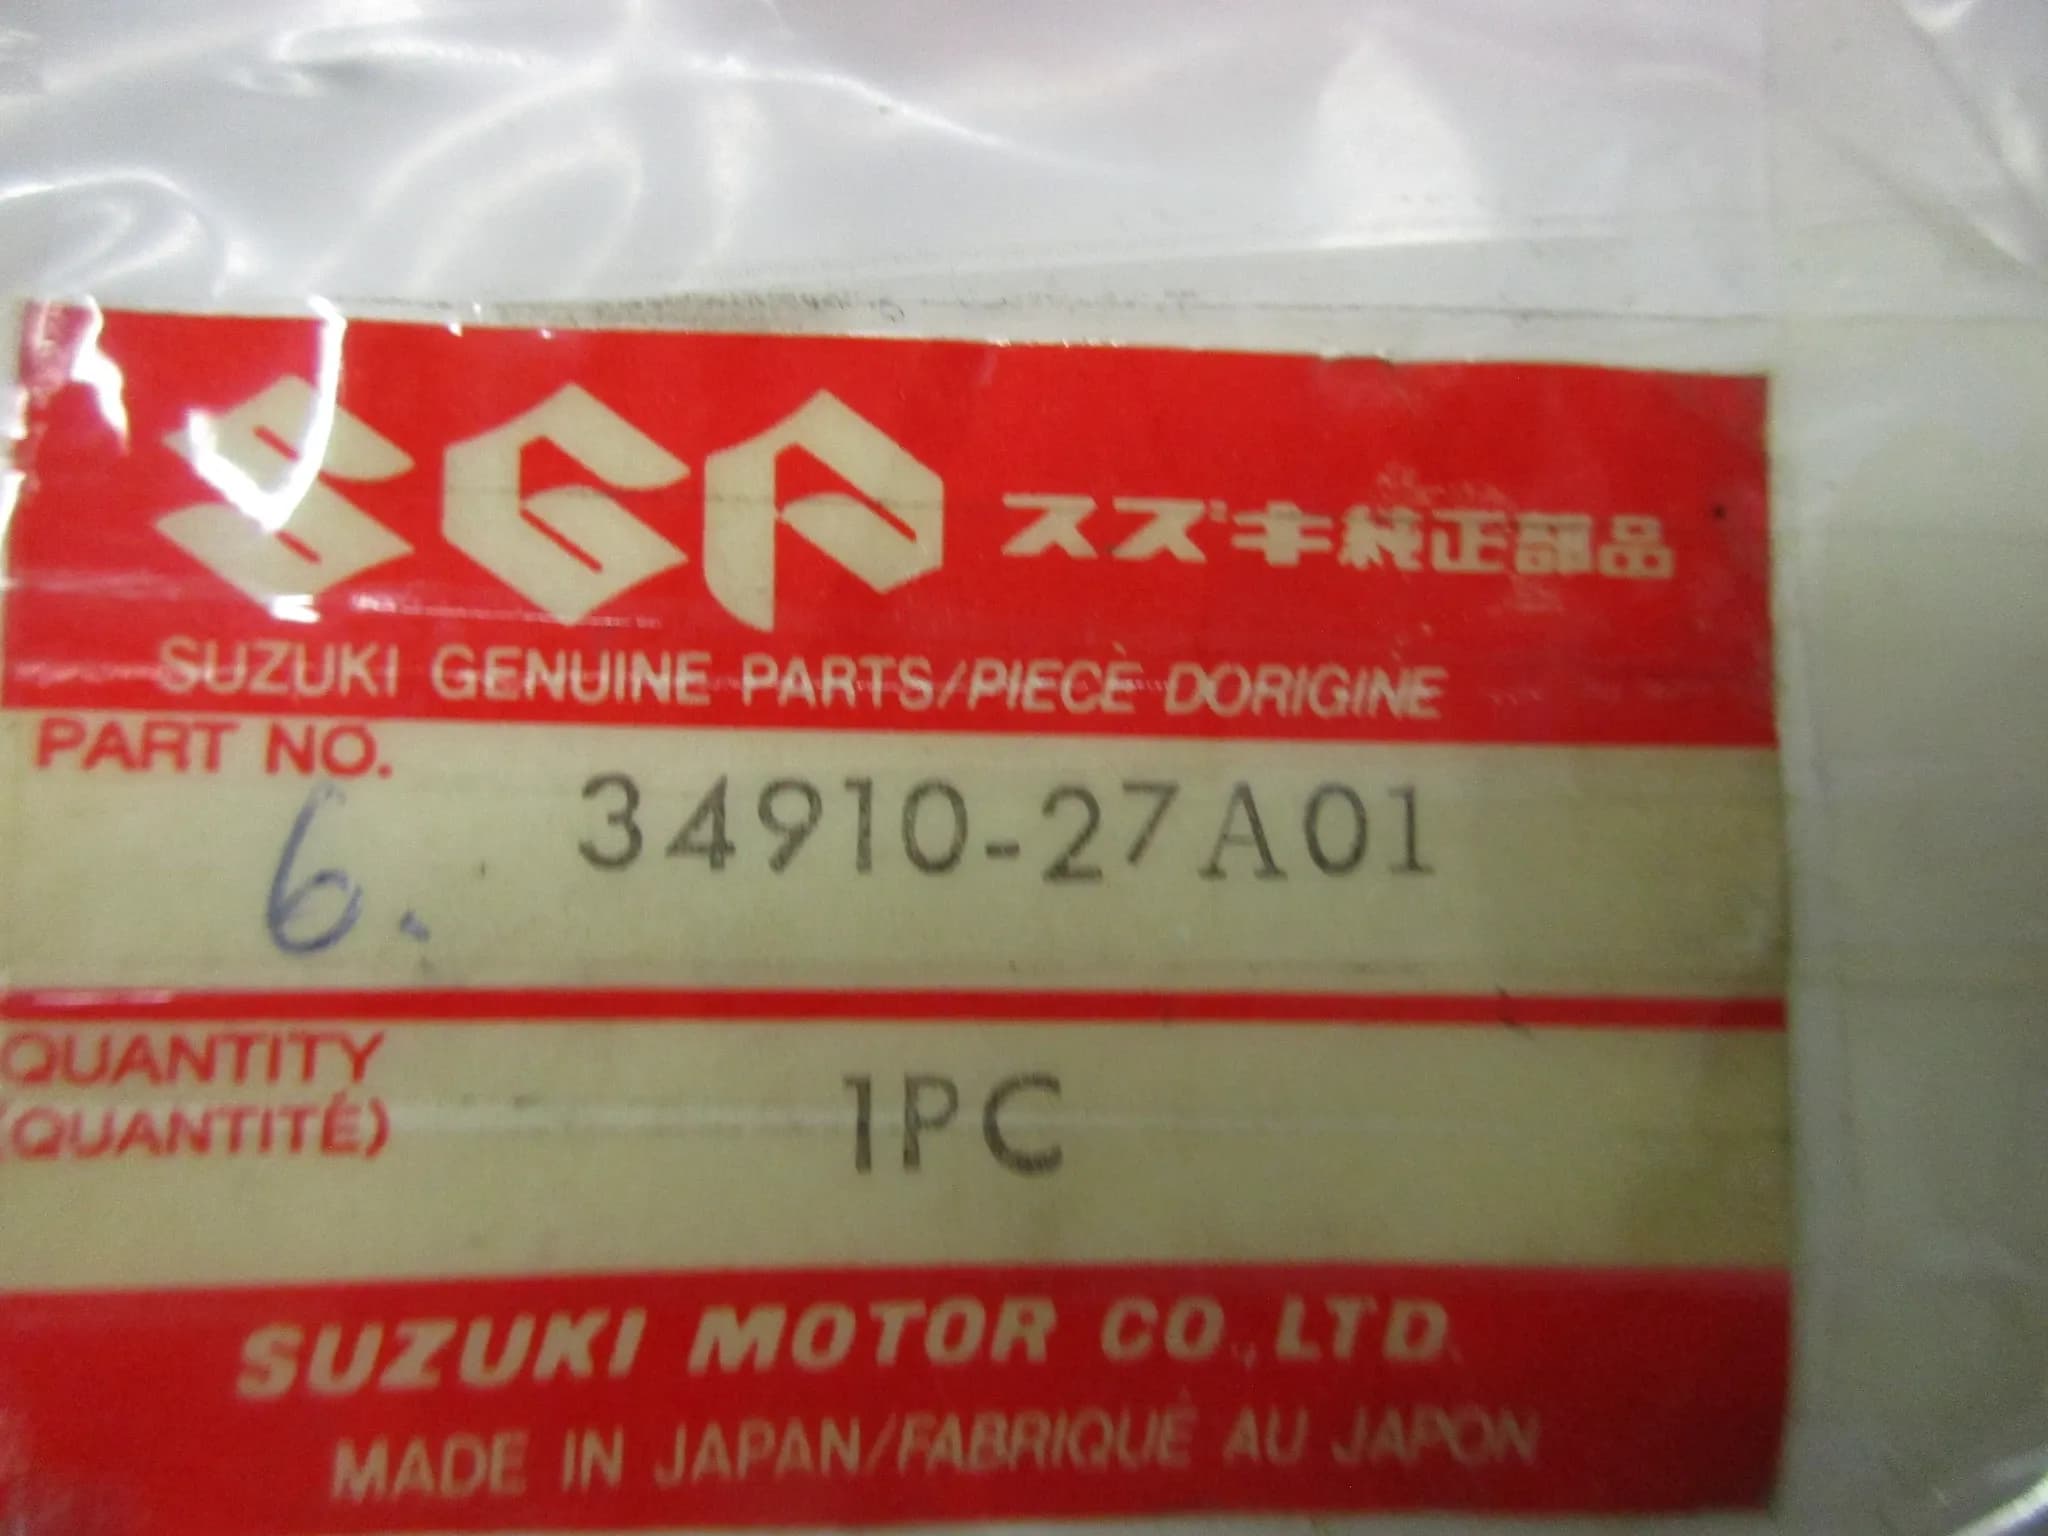 SGP スズキ純正部品
SUZUKI GENUINE PARTS/PIECE DORIGINE
PART NO.
6. 34910-27A01
QUANTITY
(QUANTITÉ)
1PC
SUZUKI MOTOR CO.,LTD.
MADE IN JAPAN/FABRIQUÉ AU JAPON